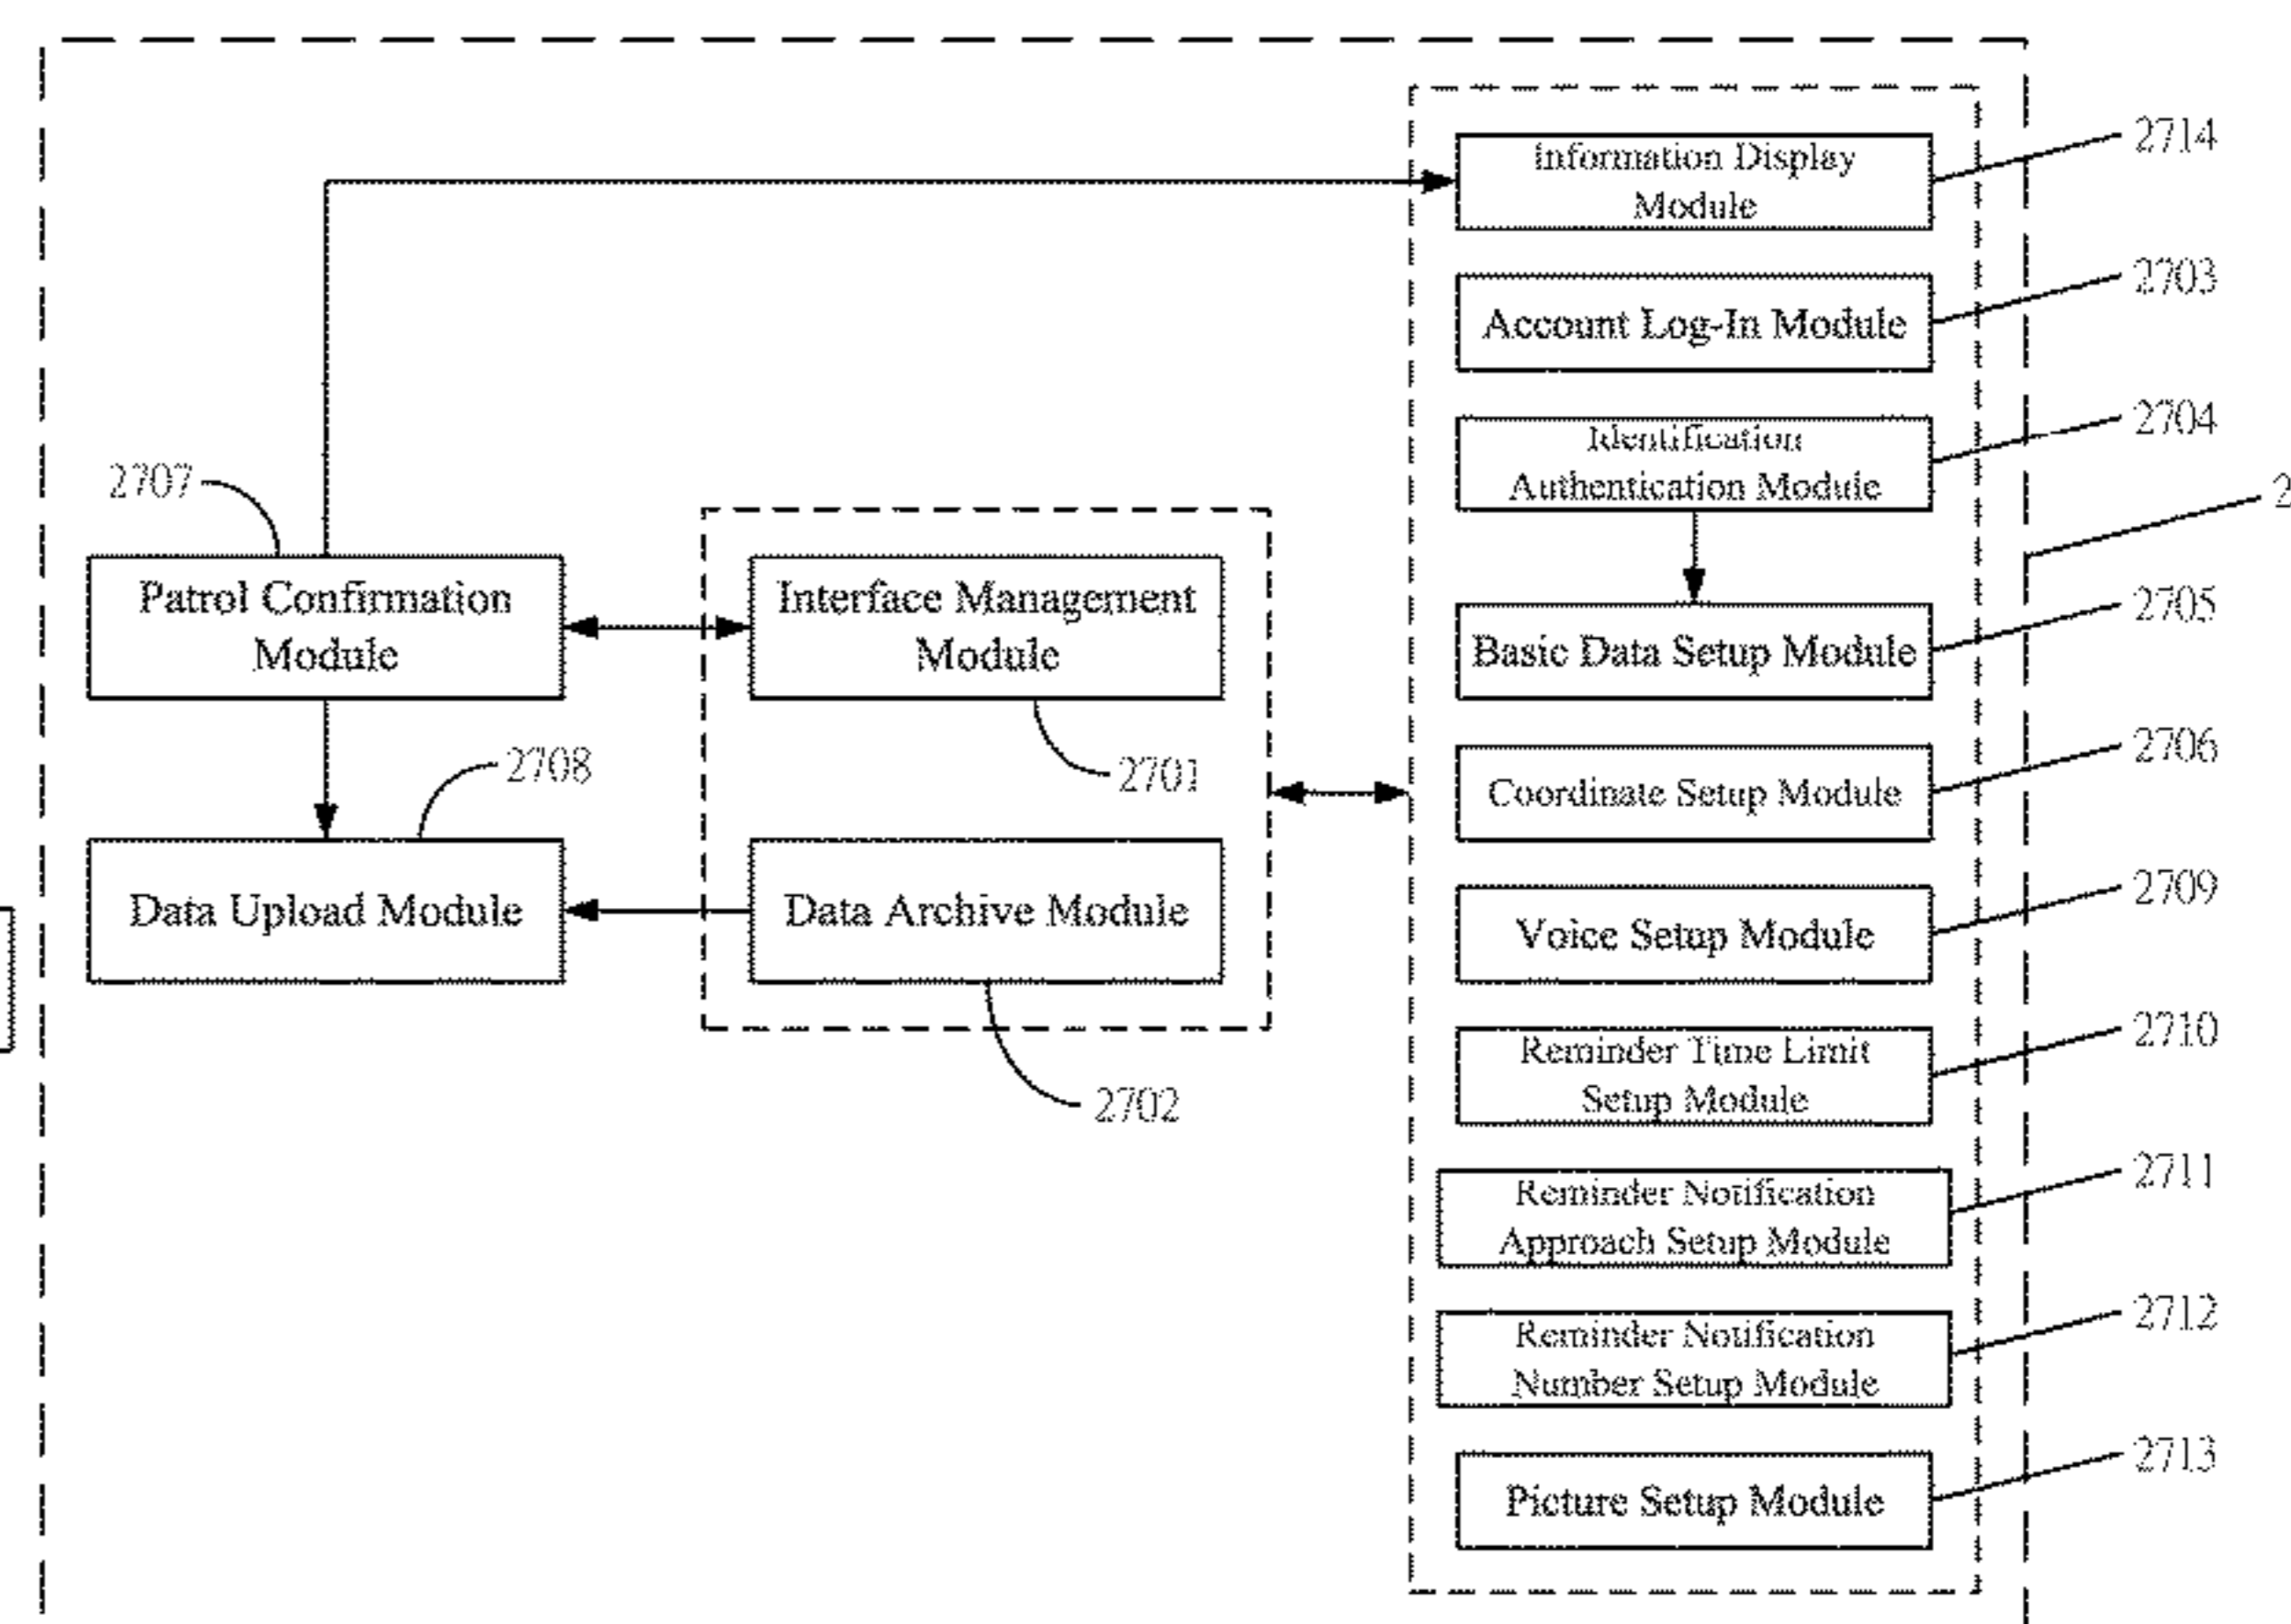 Information Display
Module
2714
Account Log-In Module
2703
Identification
Authentication Module
2704
2707
2
Patrol Confirmation
Module
Interface Management
Module
Basic Data Setup Module
2705
2708
2701
Coordinate Setup Module
2706
Data Upload Module
Data Archive Module
Voice Setup Module
2709
2702
Reminder Time Limit
Setup Module
2710
Reminder Notification
Approach Setup Module
2711
Reminder Notification
Number Setup Module
2712
Picture Setup Module
2713